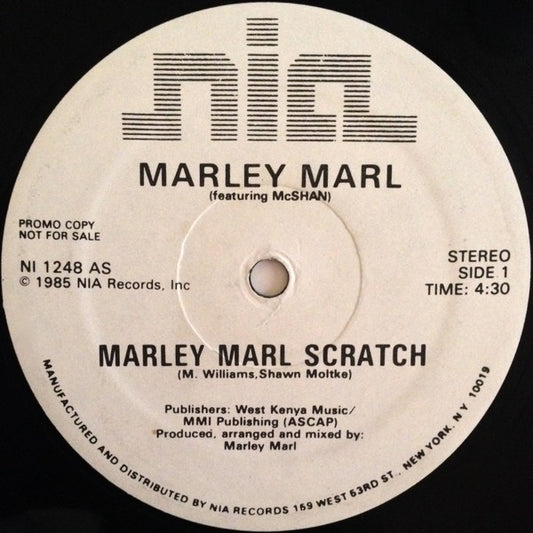 nia
MARLEY MARL
(featuring McSHAN)
PROMO COPY
NOT FOR SALE
NI 1248 AS
© 1985 NIA Records, Inc
STEREO
SIDE 1
TIME: 4:30
MARLEY MARL SCRATCH
(M. Williams,Shawn Moltke)
Publishers: West Kenya Music/
MMI Publishing (ASCAP)
Produced, arranged and mixed by:
Marley Marl
MANUFACTURED AND DISTRIBUTED BY NIA RECORDS 169 WEST 63RD ST., NEW YORK, N.Y. 10019